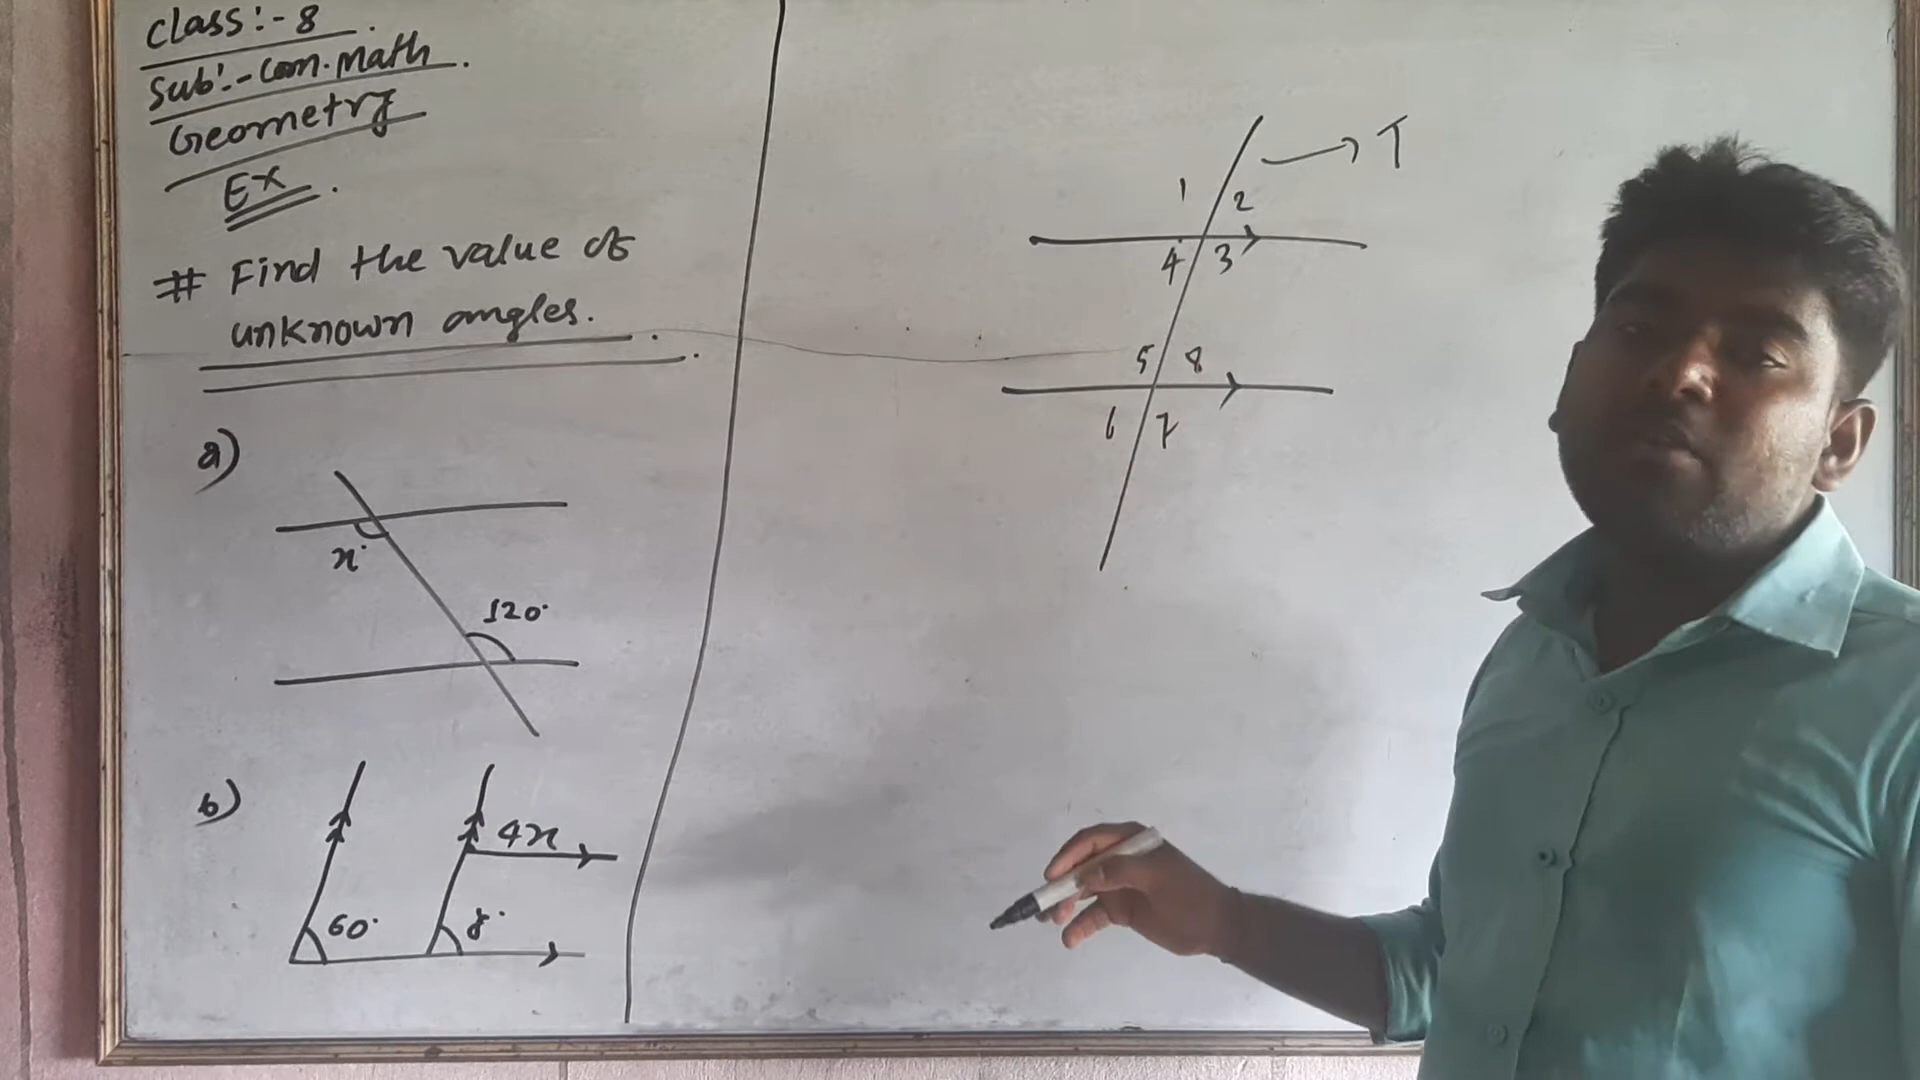 Class:- 8.
Sub:- Com. Math.
Geometry
Ex.
# Find the value of
unknown angles.
a)
x°
120°
b)
60°
4x
y°
T
1 2
4 3
5 8
6 7